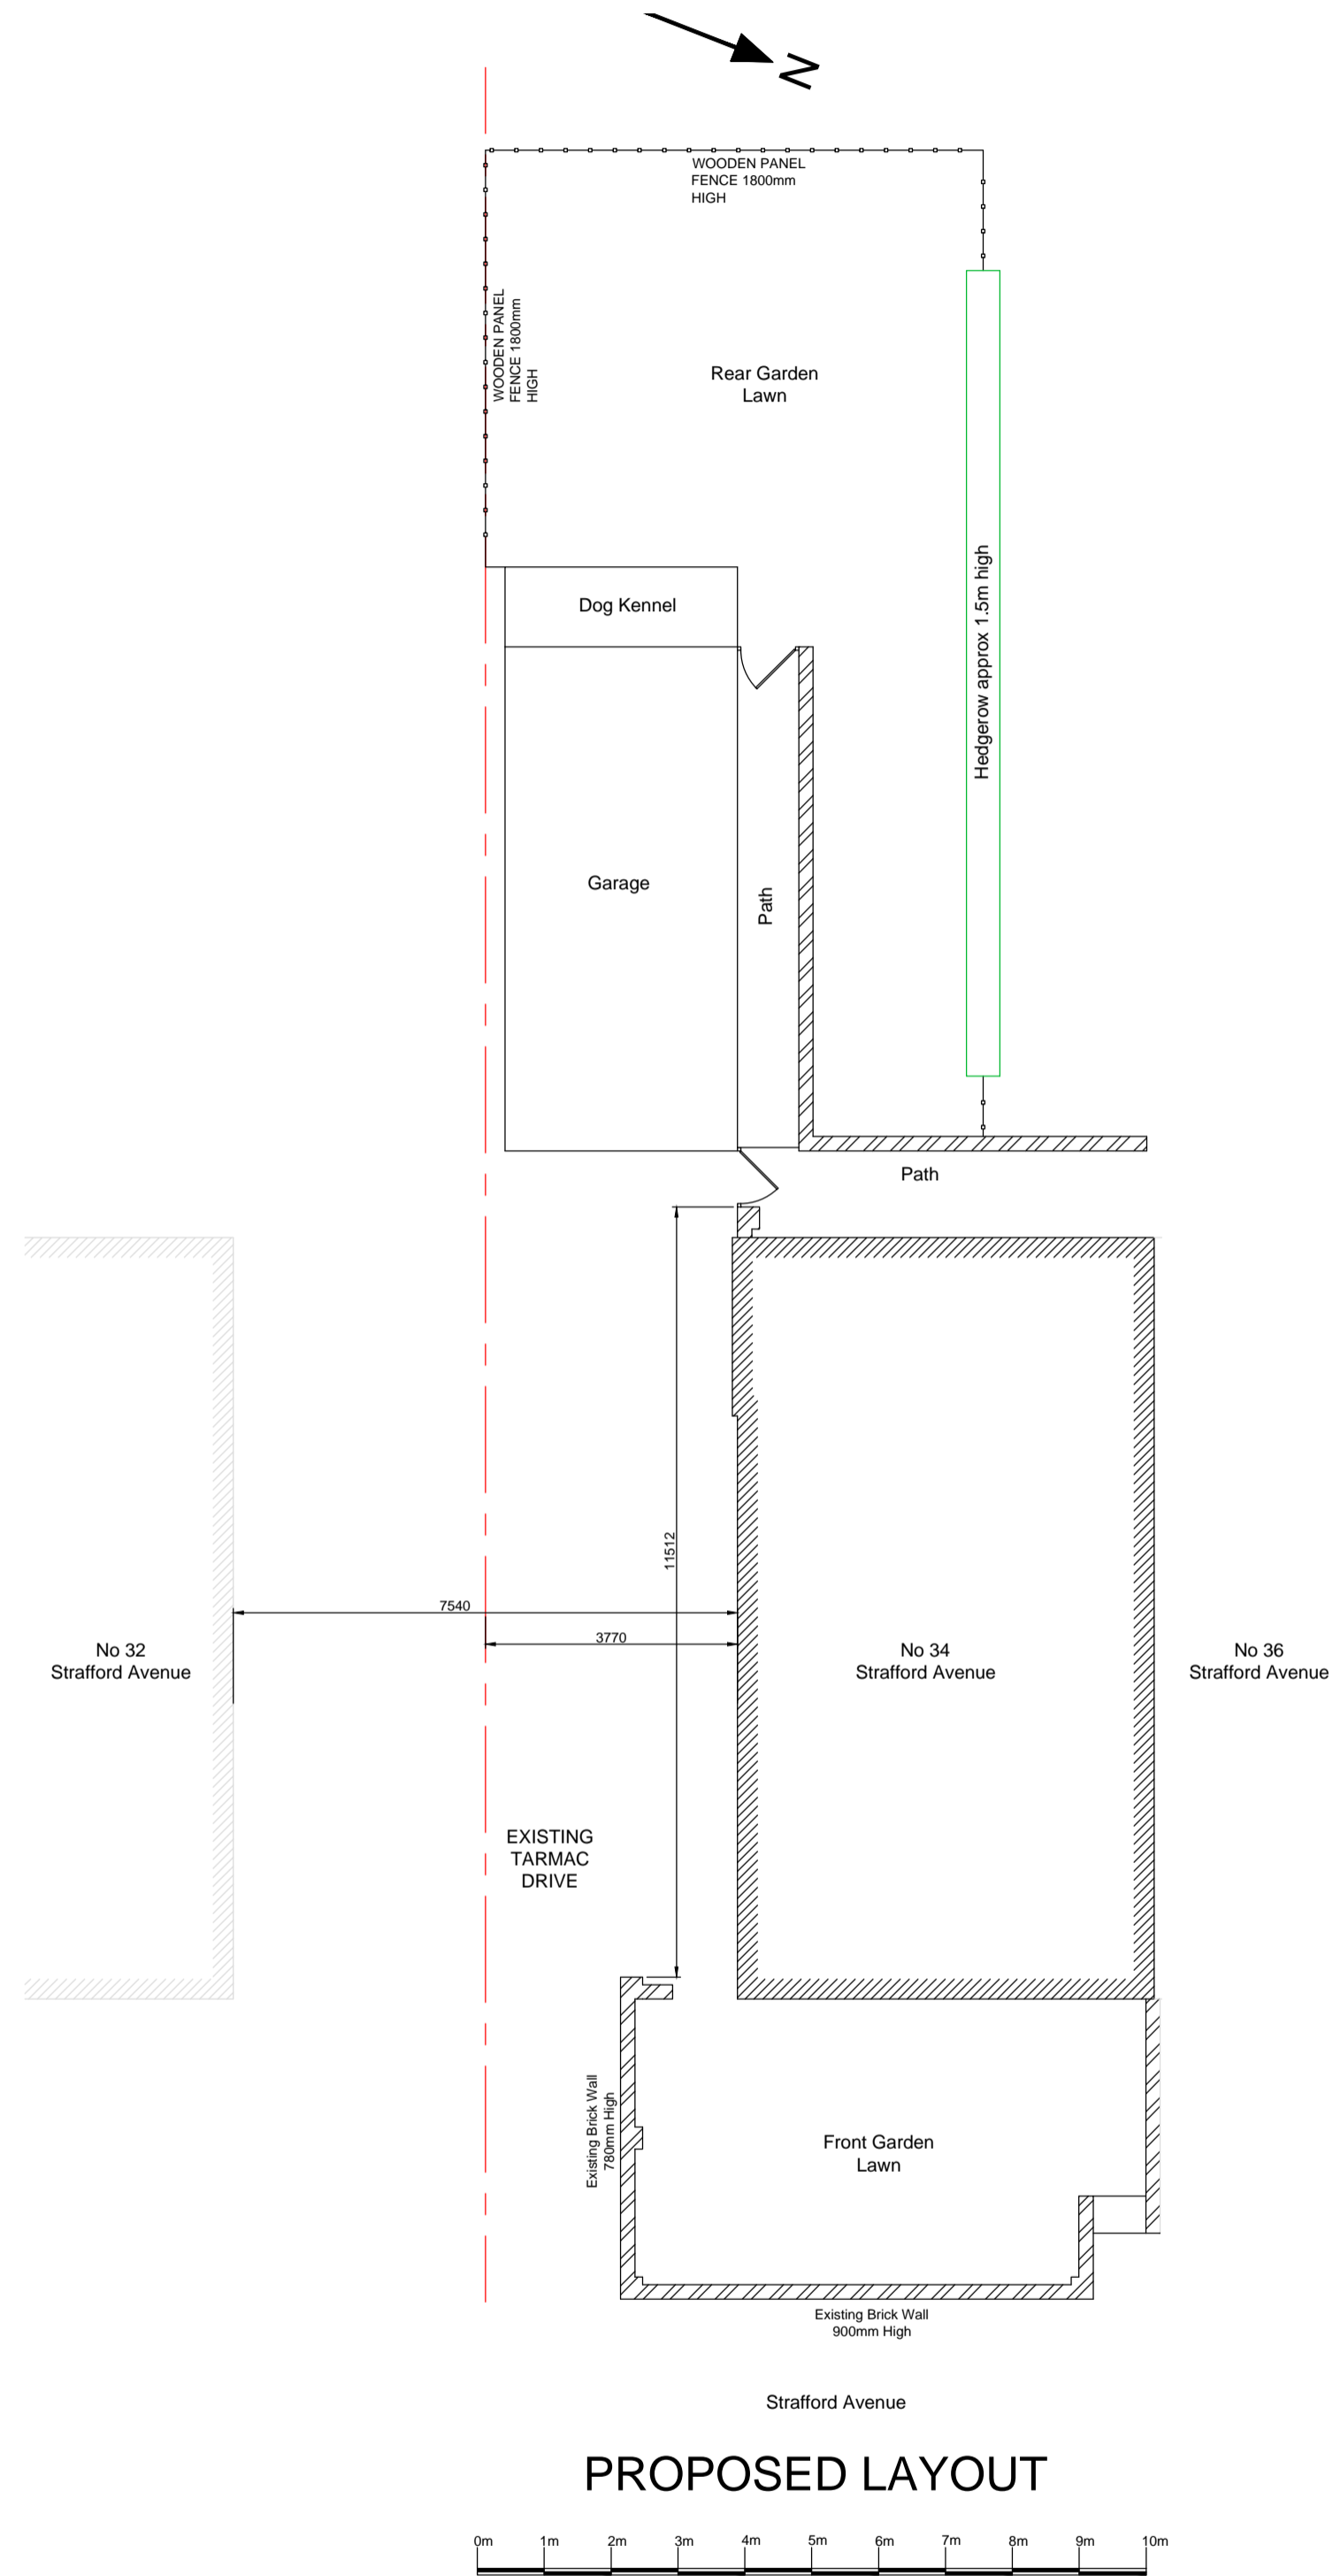 N
WOODEN PANEL
FENCE 1800mm
HIGH
WOODEN PANEL
FENCE 1800mm
HIGH
Rear Garden
Lawn
Dog Kennel
Hedgerow approx 1.5m high
Garage
Path
Path
11512
7540
3770
No 32
Strafford Avenue
No 34
Strafford Avenue
No 36
Strafford Avenue
EXISTING
TARMAC
DRIVE
Existing Brick Wall
780mm High
Front Garden
Lawn
Existing Brick Wall
900mm High
Strafford Avenue
PROPOSED LAYOUT
0m 1m 2m 3m 4m 5m 6m 7m 8m 9m 10m